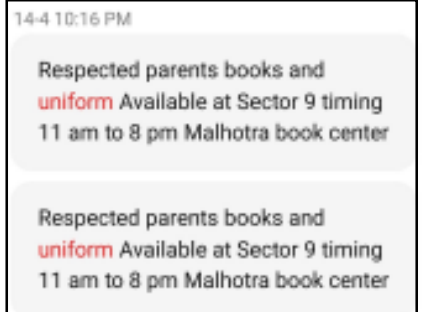 14-4 10:16 PM
Respected parents books and
uniform Available at Sector 9 timing
11 am to 8 pm Malhotra book center
Respected parents books and
uniform Available at Sector 9 timing
11 am to 8 pm Malhotra book center